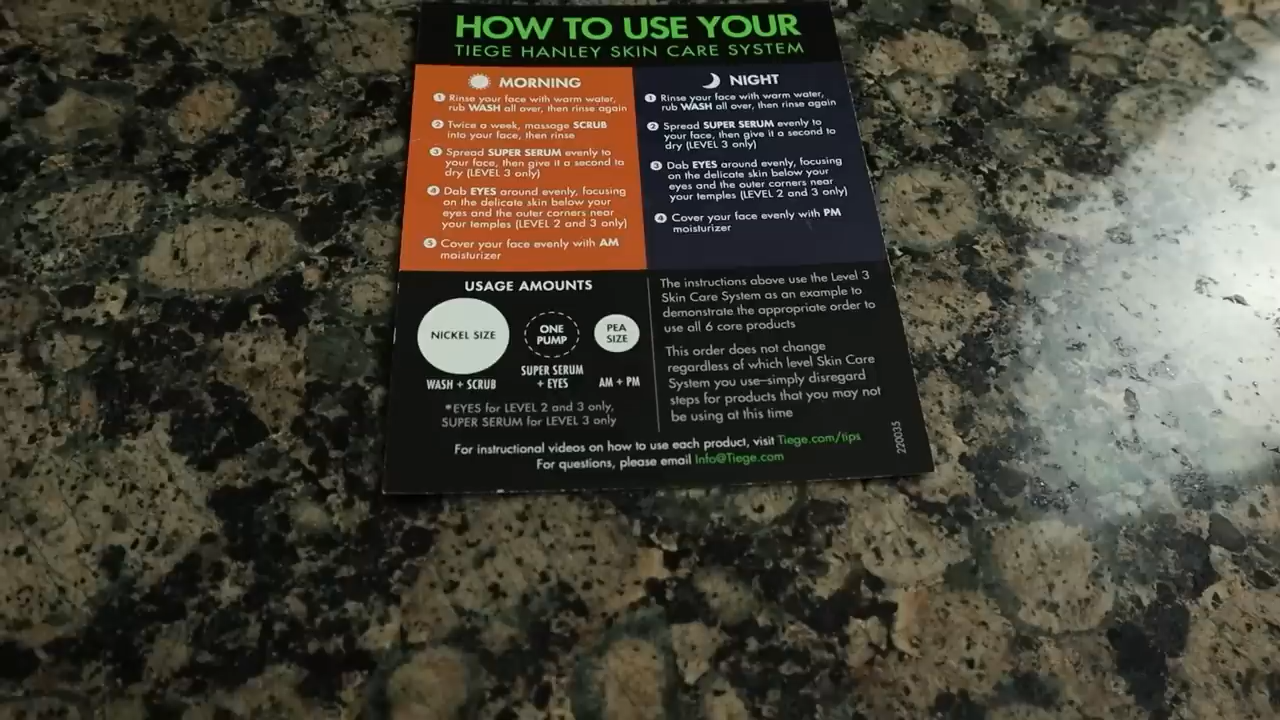 HOW TO USE YOUR
TIEGE HANLEY SKIN CARE SYSTEM
MORNING
1 Rinse your face with warm water,
rub WASH all over, then rinse again
2 Twice a week, massage SCRUB
into your face, then rinse
3 Spread SUPER SERUM evenly to
your face, then give it a second to
dry (LEVEL 3 only)
4 Dab EYES around evenly, focusing
on the delicate skin below your
eyes and the outer corners near
your temples (LEVEL 2 and 3 only)
5 Cover your face evenly with AM
moisturizer
NIGHT
1 Rinse your face with warm water,
rub WASH all over, then rinse again
2 Spread SUPER SERUM evenly to
your face, then give it a second to
dry (LEVEL 3 only)
3 Dab EYES around evenly, focusing
on the delicate skin below your
eyes and the outer corners near
your temples (LEVEL 2 and 3 only)
4 Cover your face evenly with PM
moisturizer
USAGE AMOUNTS
NICKEL SIZE
WASH + SCRUB
ONE
PUMP
SUPER SERUM
+ EYES
PEA
SIZE
AM + PM
*EYES for LEVEL 2 and 3 only,
SUPER SERUM for LEVEL 3 only
The instructions above use the Level 3
Skin Care System as an example to
demonstrate the appropriate order to
use all 6 core products
This order does not change
regardless of which level Skin Care
System you use—simply disregard
steps for products that you may not
be using at this time
For instructional videos on how to use each product, visit Tiege.com/tips
For questions, please email Info@Tiege.com
220035